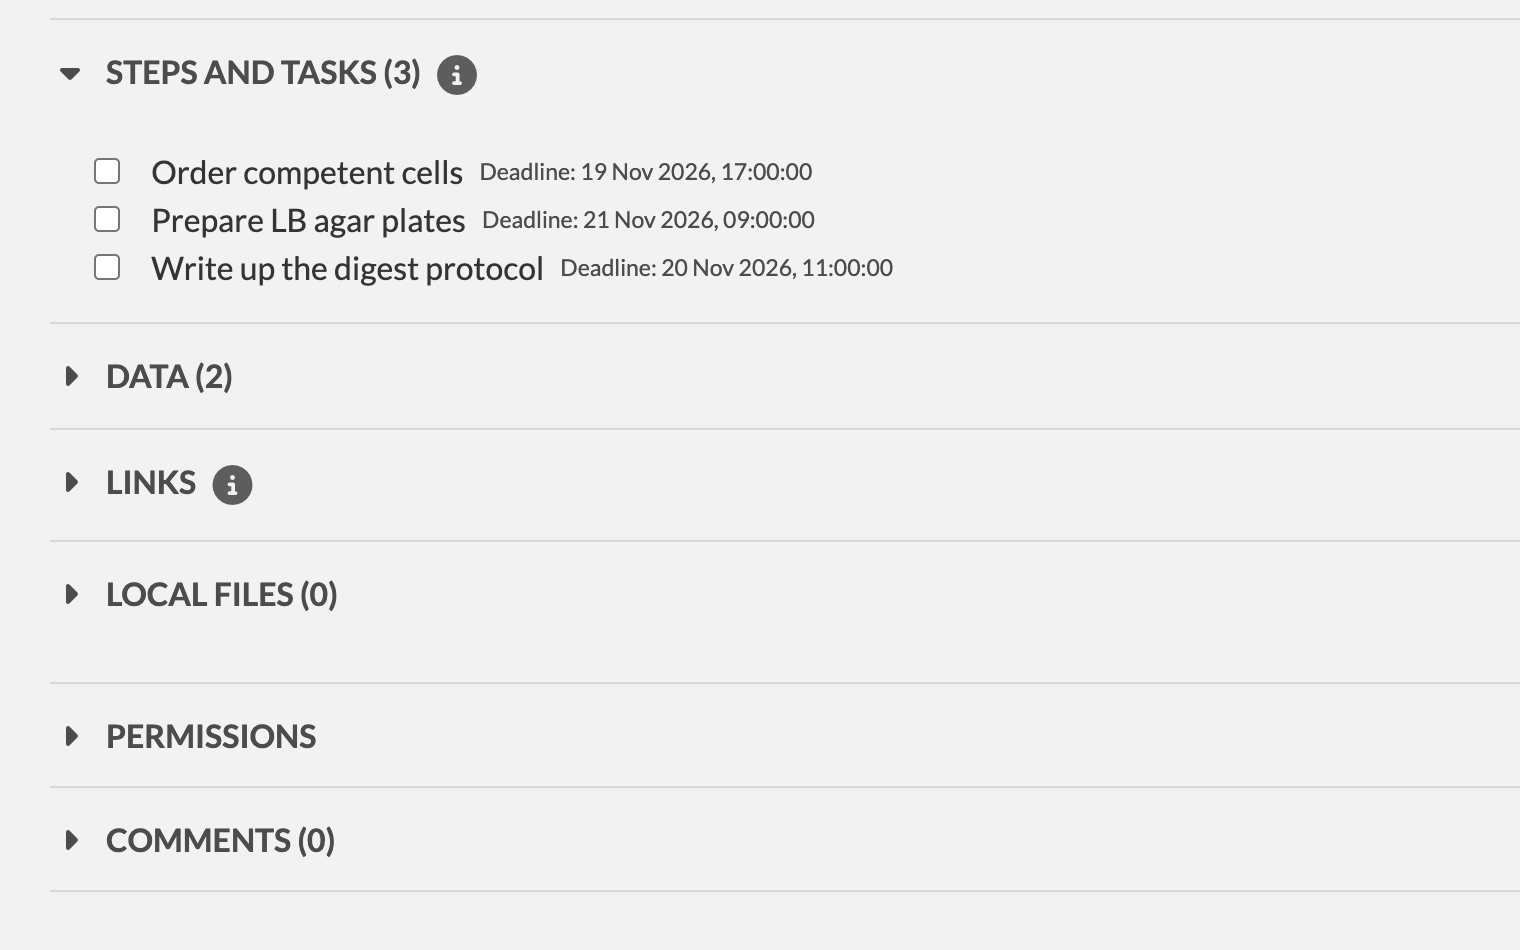 STEPS AND TASKS (3)
Order competent cells Deadline: 19 Nov 2026, 17:00:00
Prepare LB agar plates Deadline: 21 Nov 2026, 09:00:00
Write up the digest protocol Deadline: 20 Nov 2026, 11:00:00
DATA (2)
LINKS
LOCAL FILES (0)
PERMISSIONS
COMMENTS (0)